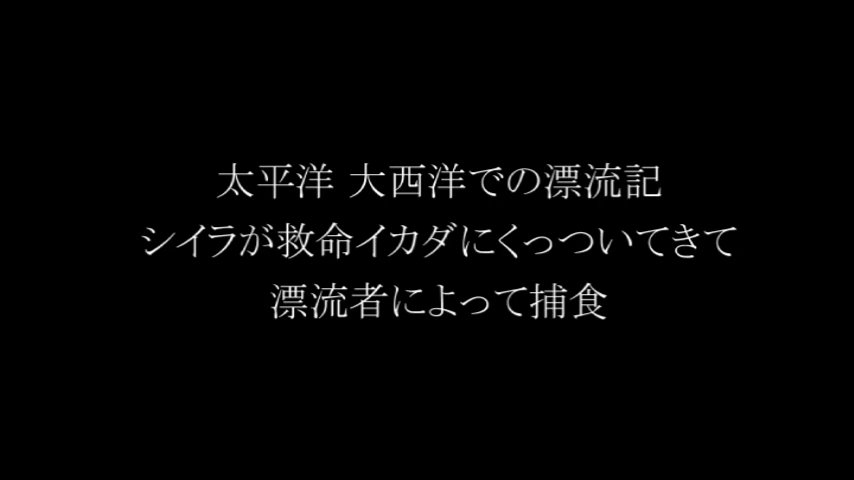 太平洋 大西洋での漂流記
シイラが救命イカダにくっついてきて
漂流者によって捕食